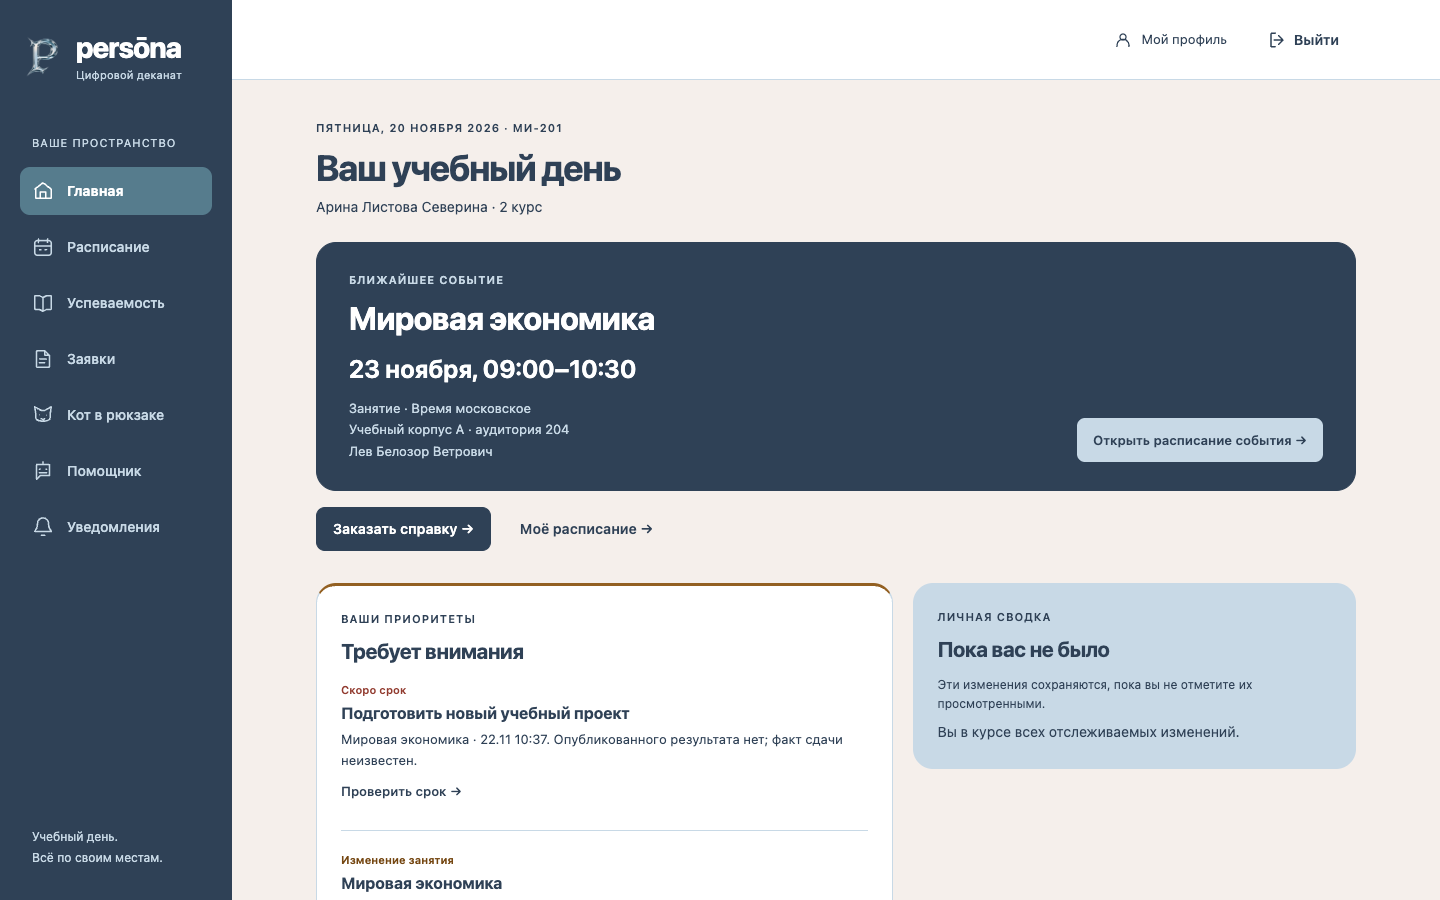 persōna
Цифровой деканат
ВАШЕ ПРОСТРАНСТВО
Главная
Расписание
Успеваемость
Заявки
Кот в рюкзаке
Помощник
Уведомления
Учебный день.
Всё по своим местам.
Мой профиль
Выйти
ПЯТНИЦА, 20 НОЯБРЯ 2026 · МИ-201
Ваш учебный день
Арина Листова Северина · 2 курс
БЛИЖАЙШЕЕ СОБЫТИЕ
Мировая экономика
23 ноября, 09:00–10:30
Занятие · Время московское
Учебный корпус А · аудитория 204
Лев Белозор Ветрович
Открыть расписание события →
Заказать справку →
Моё расписание →
ВАШИ ПРИОРИТЕТЫ
Требует внимания
Скоро срок
Подготовить новый учебный проект
Мировая экономика · 22.11 10:37. Опубликованного результата нет; факт сдачи
неизвестен.
Проверить срок →
Изменение занятия
Мировая экономика
ЛИЧНАЯ СВОДКА
Пока вас не было
Эти изменения сохраняются, пока вы не отметите их
просмотренными.
Вы в курсе всех отслеживаемых изменений.